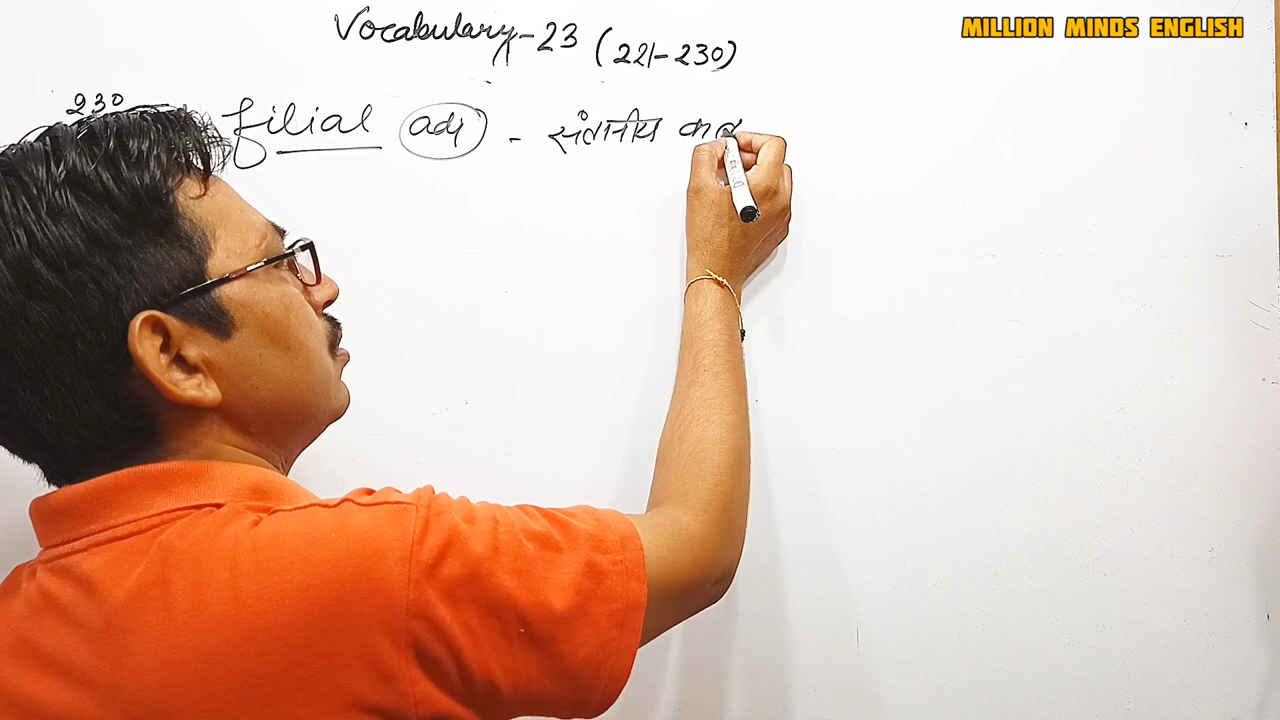 MILLION MINDS ENGLISH
Vocabulary-23 (221-230)
230
filial (adj) - संतानीय